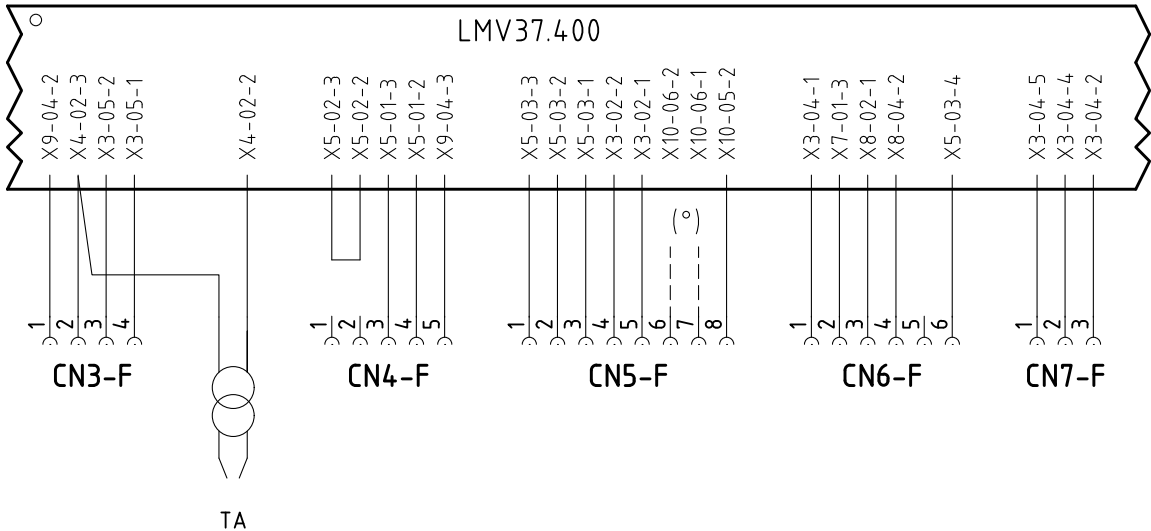 LMV37.400
X9-04-2 X4-02-3 X3-05-2 X3-05-1 X4-02-2 X5-02-3 X5-02-2 X5-01-3 X5-01-2 X9-04-3 X5-03-3 X5-03-2 X5-03-1 X3-02-2 X3-02-1 X10-06-2 X10-06-1 X10-05-2 X3-04-1 X7-01-3 X8-02-1 X8-04-2 X5-03-4 X3-04-5 X3-04-4 X3-04-2
(°)
1 2 3 4 1 2 3 4 5 1 2 3 4 5 6 7 8 1 2 3 4 5 6 1 2 3
CN3-F CN4-F CN5-F CN6-F CN7-F
TA